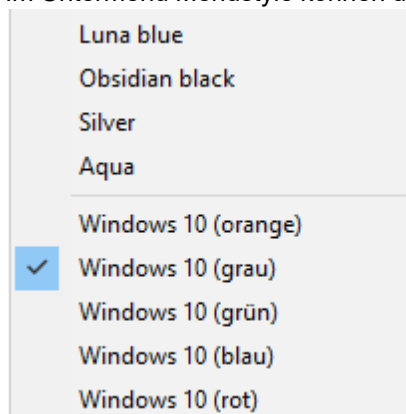 Luna blue
Obsidian black
Silver
Aqua
Windows 10 (orange)
Windows 10 (grau)
Windows 10 (grün)
Windows 10 (blau)
Windows 10 (rot)